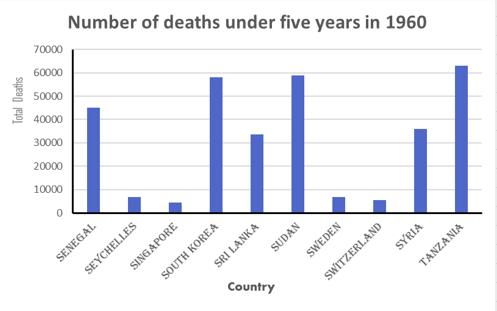 Number of deaths under five years in 1960
Total Deaths
70000
60000
50000
40000
30000
20000
10000
0
SENEGAL
SEYCHELLES
SINGAPORE
SOUTH KOREA
SRI LANKA
SUDAN
SWEDEN
SWITZERLAND
SYRIA
TANZANIA
Country